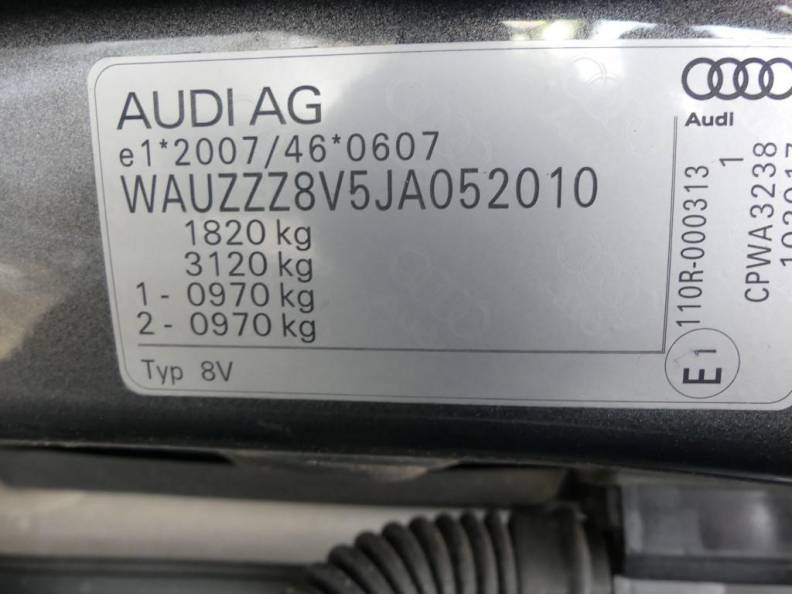 AUDI AG
e1*2007/46*0607
WAUZZZ8V5JA052010
1820 kg
3120 kg
1 - 0970 kg
2 - 0970 kg
Typ 8V
Audi
110R-000313
1
E1
CPWA3238